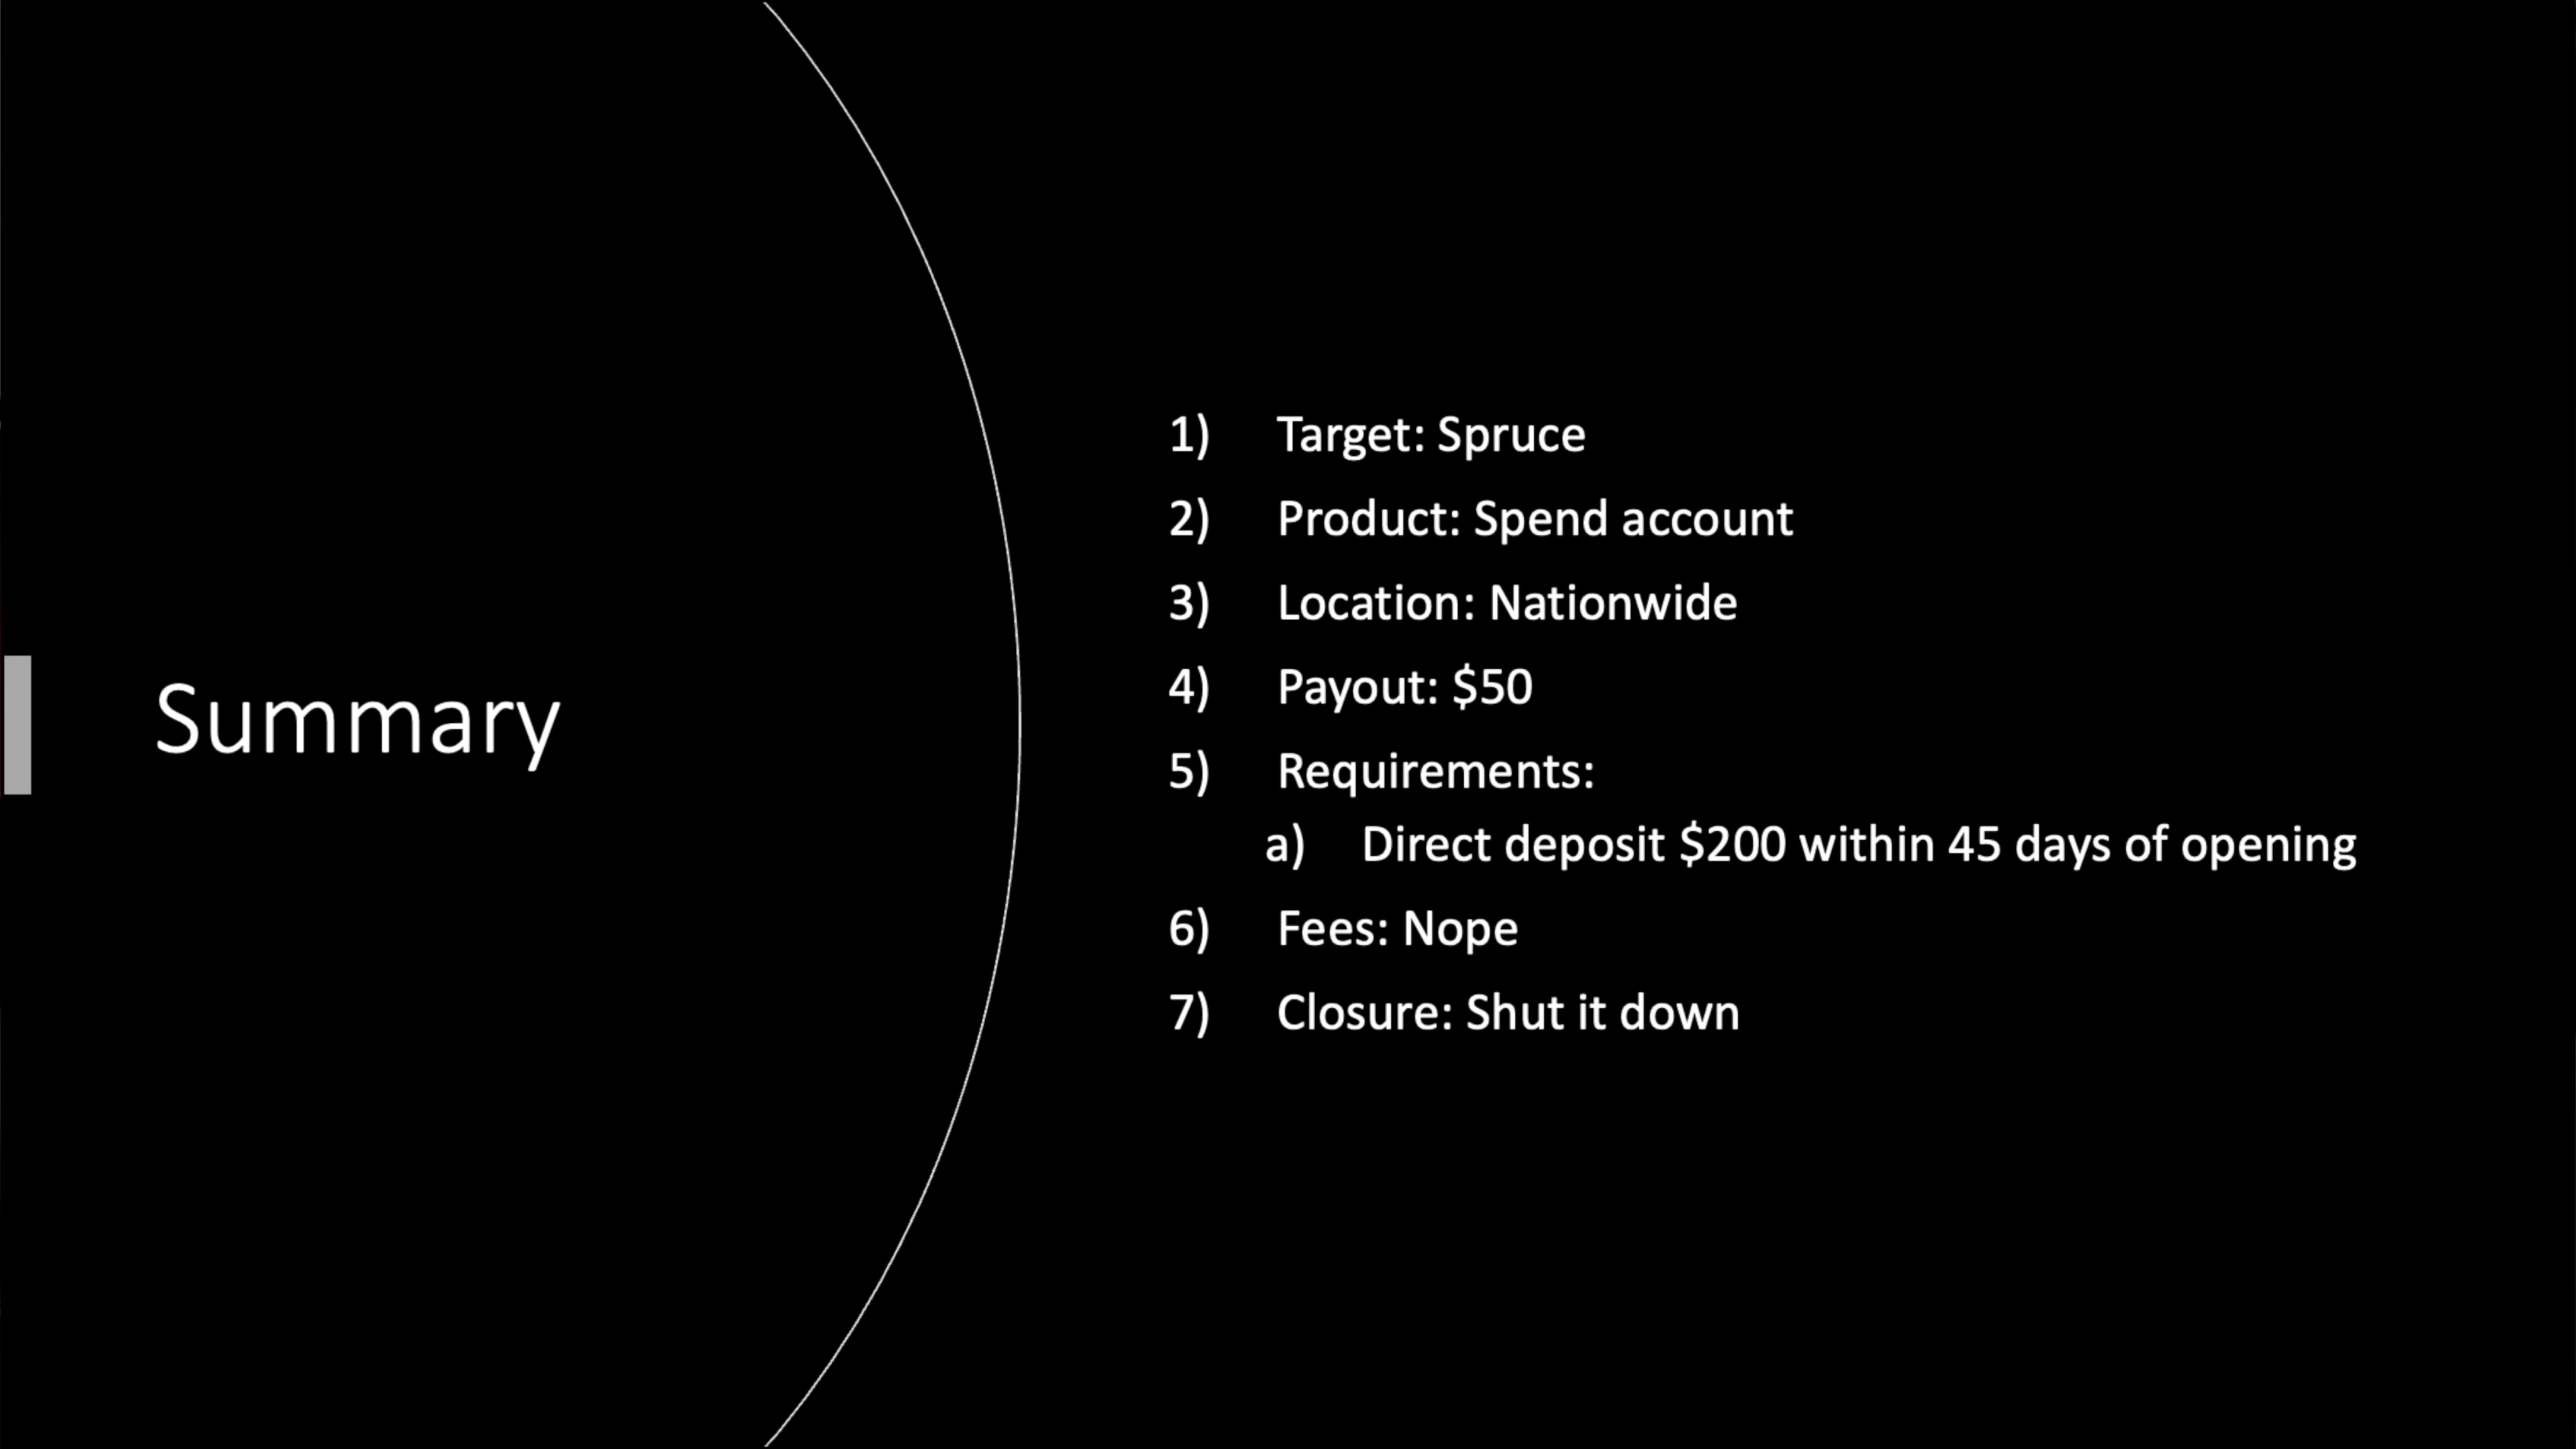 Summary
1) Target: Spruce
2) Product: Spend account
3) Location: Nationwide
4) Payout: $50
5) Requirements:
a) Direct deposit $200 within 45 days of opening
6) Fees: Nope
7) Closure: Shut it down